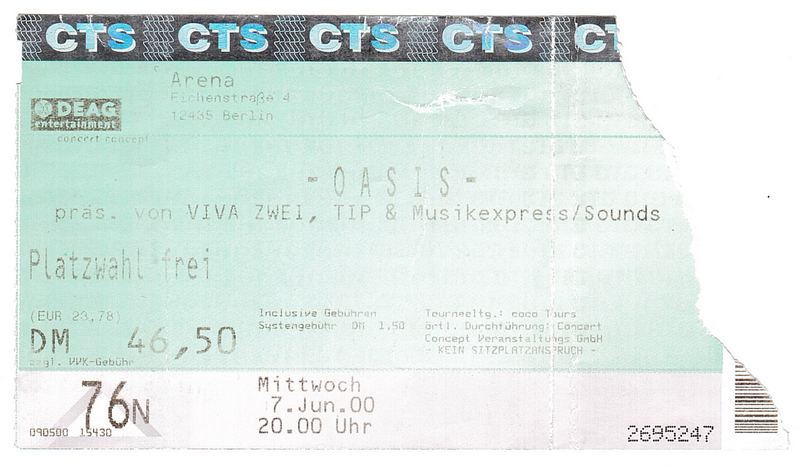 CTS CTS CTS CTS CT
Arena
Eichenstraße 4
12435 Berlin
DEAG
entertainment
concert concept
- OASIS -
präs. von VIVA ZWEI, TIP & Musikexpress/Sounds
Platzwahl frei
(EUR 23,78)
DM 46,50
zzgl. VVK-Gebühr
Inclusive Gebühren
Systemgebühr DM 1,50
Tourneeltg.: coco Tours
örtl. Durchführung: Concert
Concept Veranstaltungs GmbH
- KEIN SITZPLATZANSPRUCH -
76N
090500 15430
Mittwoch
7.Jun.00
20.00 Uhr
2695247